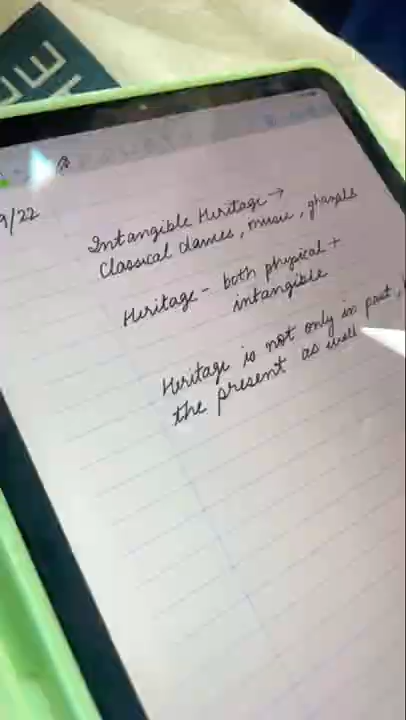 9/22
Intangible Heritage →
Classical dances, music, ghazals
Heritage - both physical +
intangible
Heritage is not only in past,
the present as well